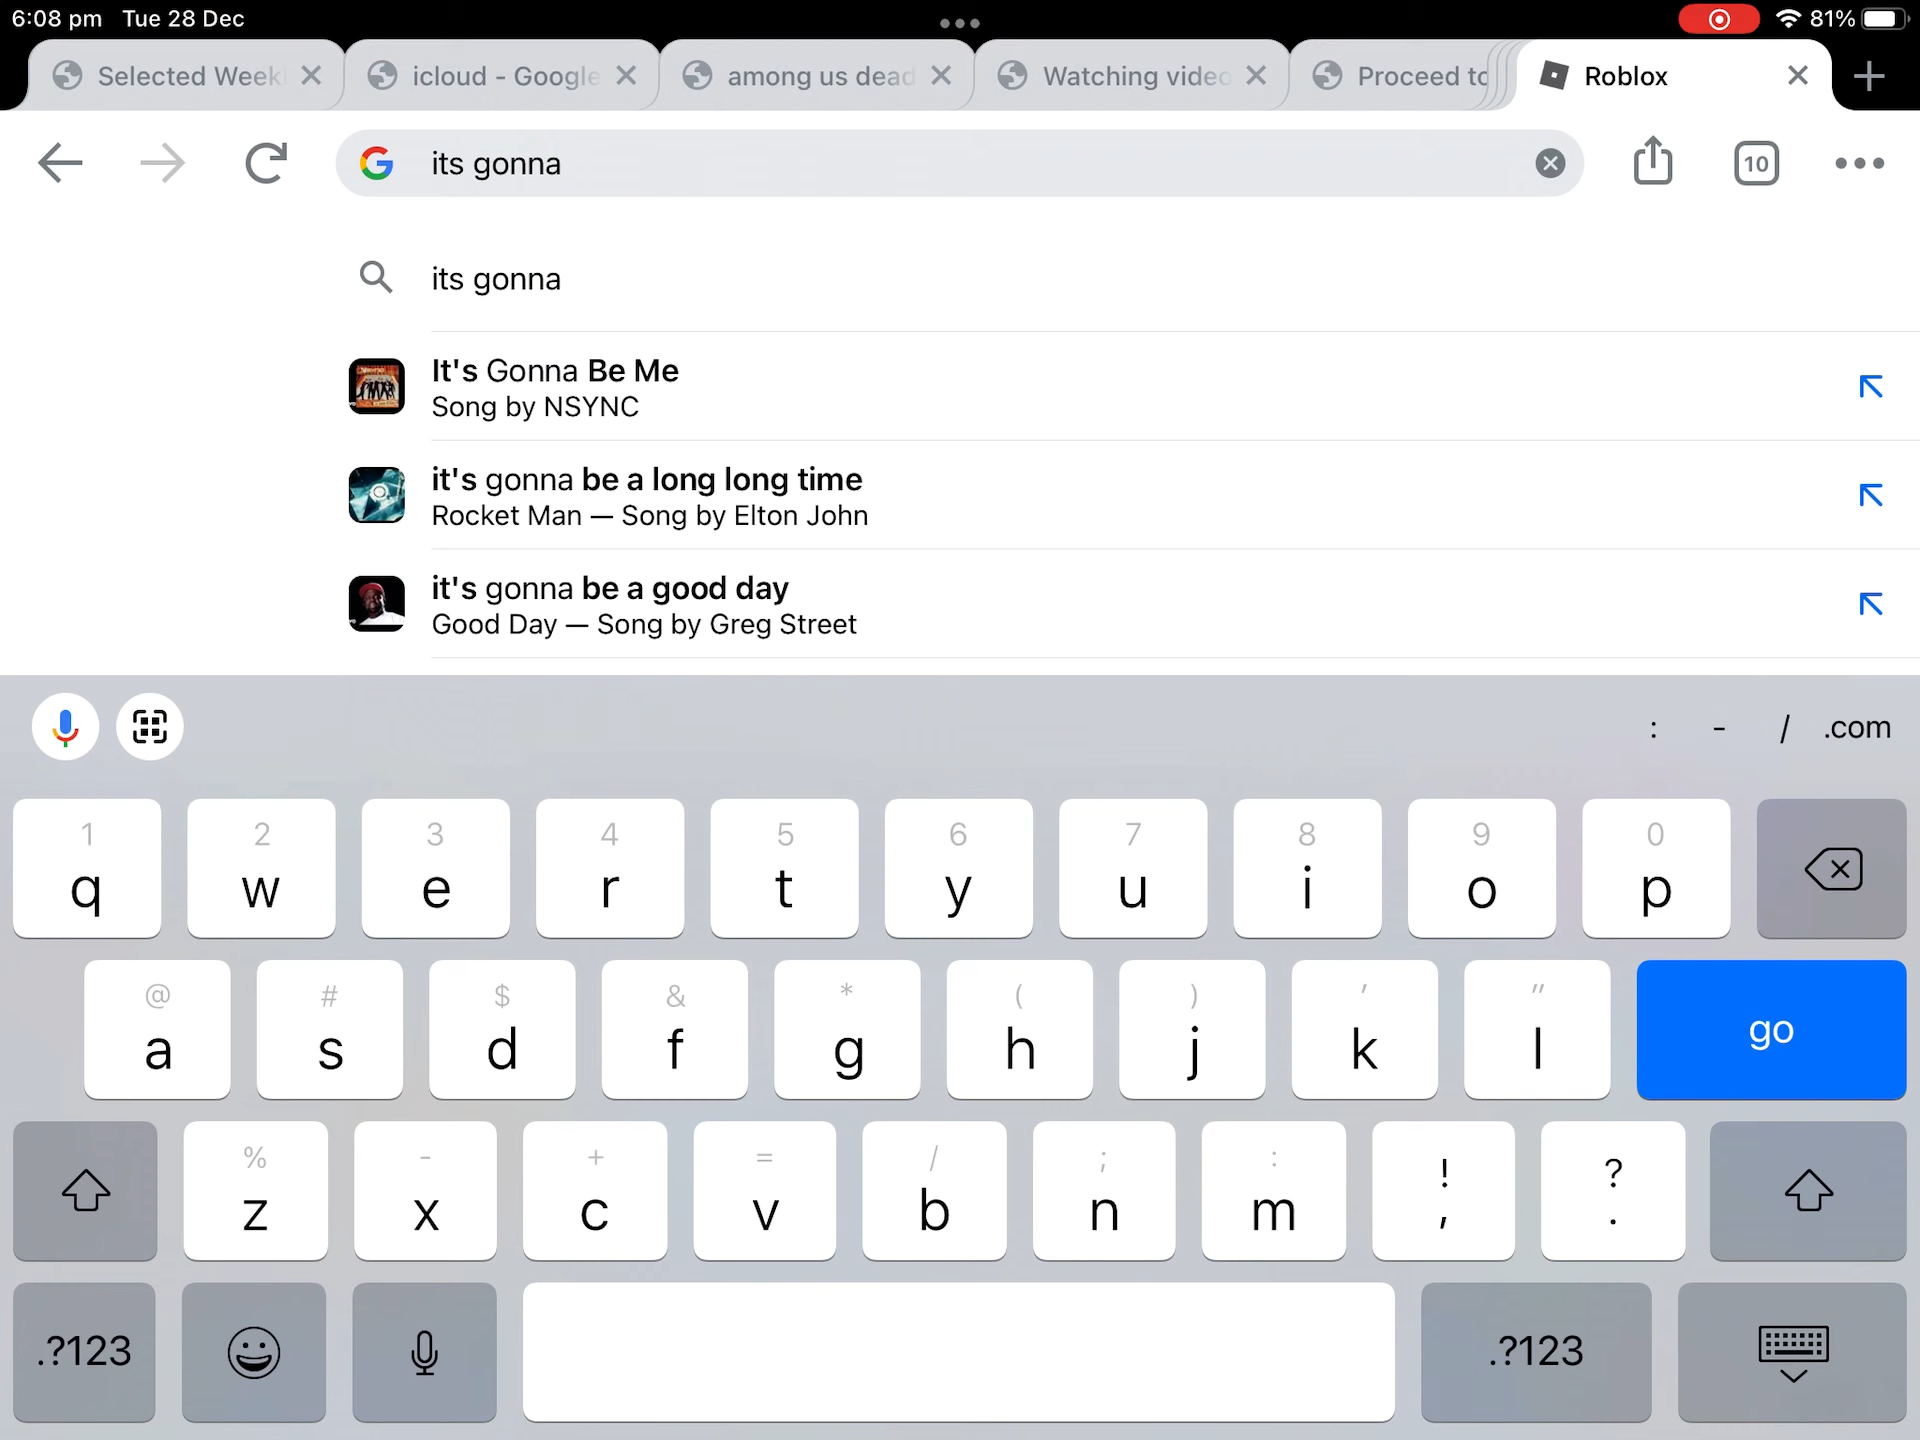 6:08 pm Tue 28 Dec 81%
Selected Week icloud - Google among us dead Watching video Proceed to Roblox
its gonna 10
its gonna
It's Gonna Be Me
Song by NSYNC
it's gonna be a long long time
Rocket Man — Song by Elton John
it's gonna be a good day
Good Day — Song by Greg Street
: - / .com
1 2 3 4 5 6 7 8 9 0
q w e r t y u i o p
@ # $ & * ( ) ' "
a s d f g h j k l go
% - + = / ; : ! ?
z x c v b n m , .
.?123 .?123